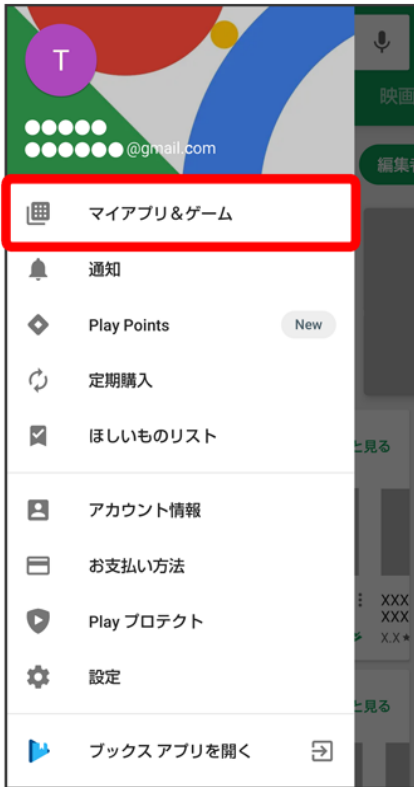 T
●●●●●
●●●●●●@gmail.com
映画
編集
マイアプリ＆ゲーム
通知
Play Points
New
定期購入
ほしいものリスト
と見る
アカウント情報
お支払い方法
Play プロテクト
XXX
XXX
X.X★
設定
と見る
ブックス アプリを開く